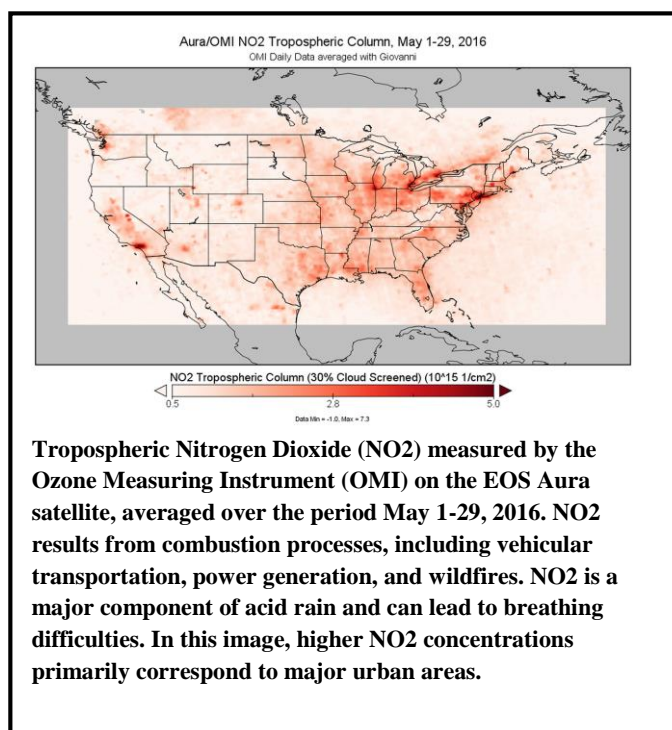 Aura/OMI NO2 Tropospheric Column, May 1-29, 2016
OMI Daily Data averaged with Giovanni
NO2 Tropospheric Column (30% Cloud Screened) (10^15 1/cm2)
0.5 2.8 5.0
Data Min = -1.0, Max = 7.3
Tropospheric Nitrogen Dioxide (NO2) measured by the
Ozone Measuring Instrument (OMI) on the EOS Aura
satellite, averaged over the period May 1-29, 2016. NO2
results from combustion processes, including vehicular
transportation, power generation, and wildfires. NO2 is a
major component of acid rain and can lead to breathing
difficulties. In this image, higher NO2 concentrations
primarily correspond to major urban areas.